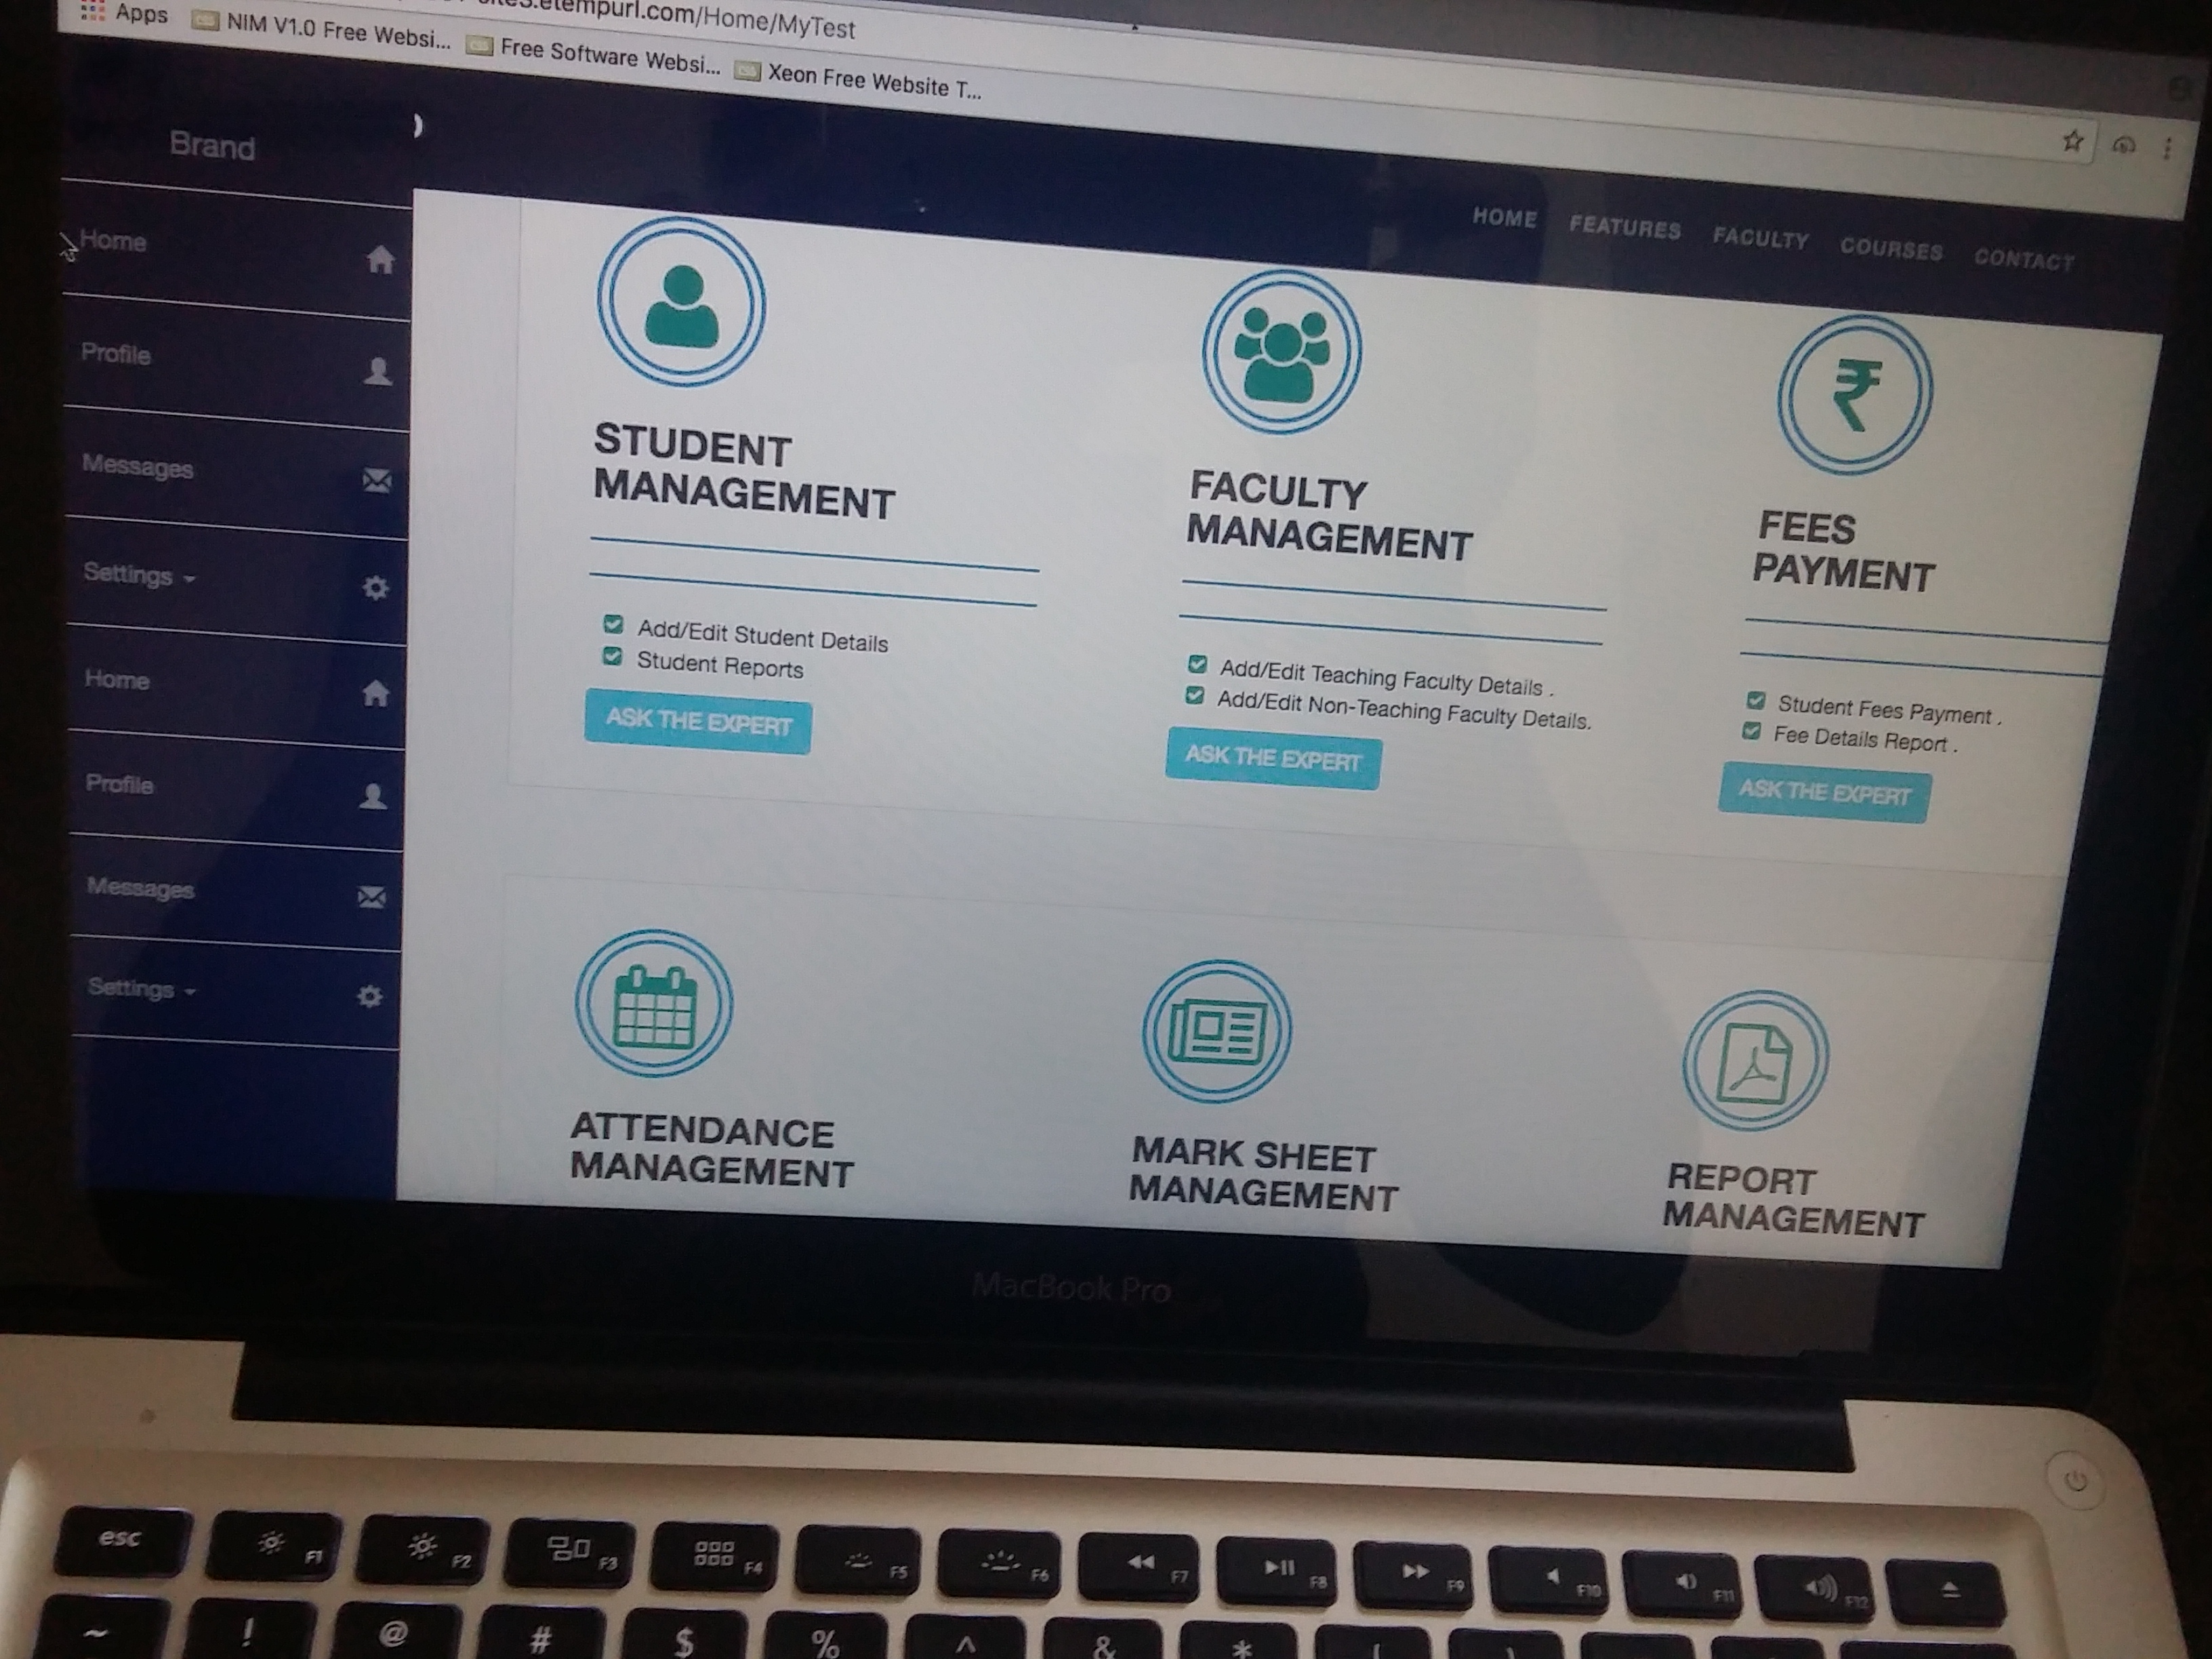 etempurl.com/Home/MyTest
Apps NIM V1.0 Free Websi... Free Software Websi... Xeon Free Website T...
Brand
HOME FEATURES FACULTY COURSES CONTACT
Home
Profile
Messages
Settings
Home
Profile
Messages
Settings
STUDENT
MANAGEMENT
Add/Edit Student Details
Student Reports
ASK THE EXPERT
FACULTY
MANAGEMENT
Add/Edit Teaching Faculty Details .
Add/Edit Non-Teaching Faculty Details.
ASK THE EXPERT
₹
FEES
PAYMENT
Student Fees Payment .
Fee Details Report .
ASK THE EXPERT
ATTENDANCE
MANAGEMENT
MARK SHEET
MANAGEMENT
REPORT
MANAGEMENT
MacBook Pro
esc F1 F2 F3 F4 F5 F6 F7 F8 F9 F10 F11 F12
~ ! @ # $ % ^ & *